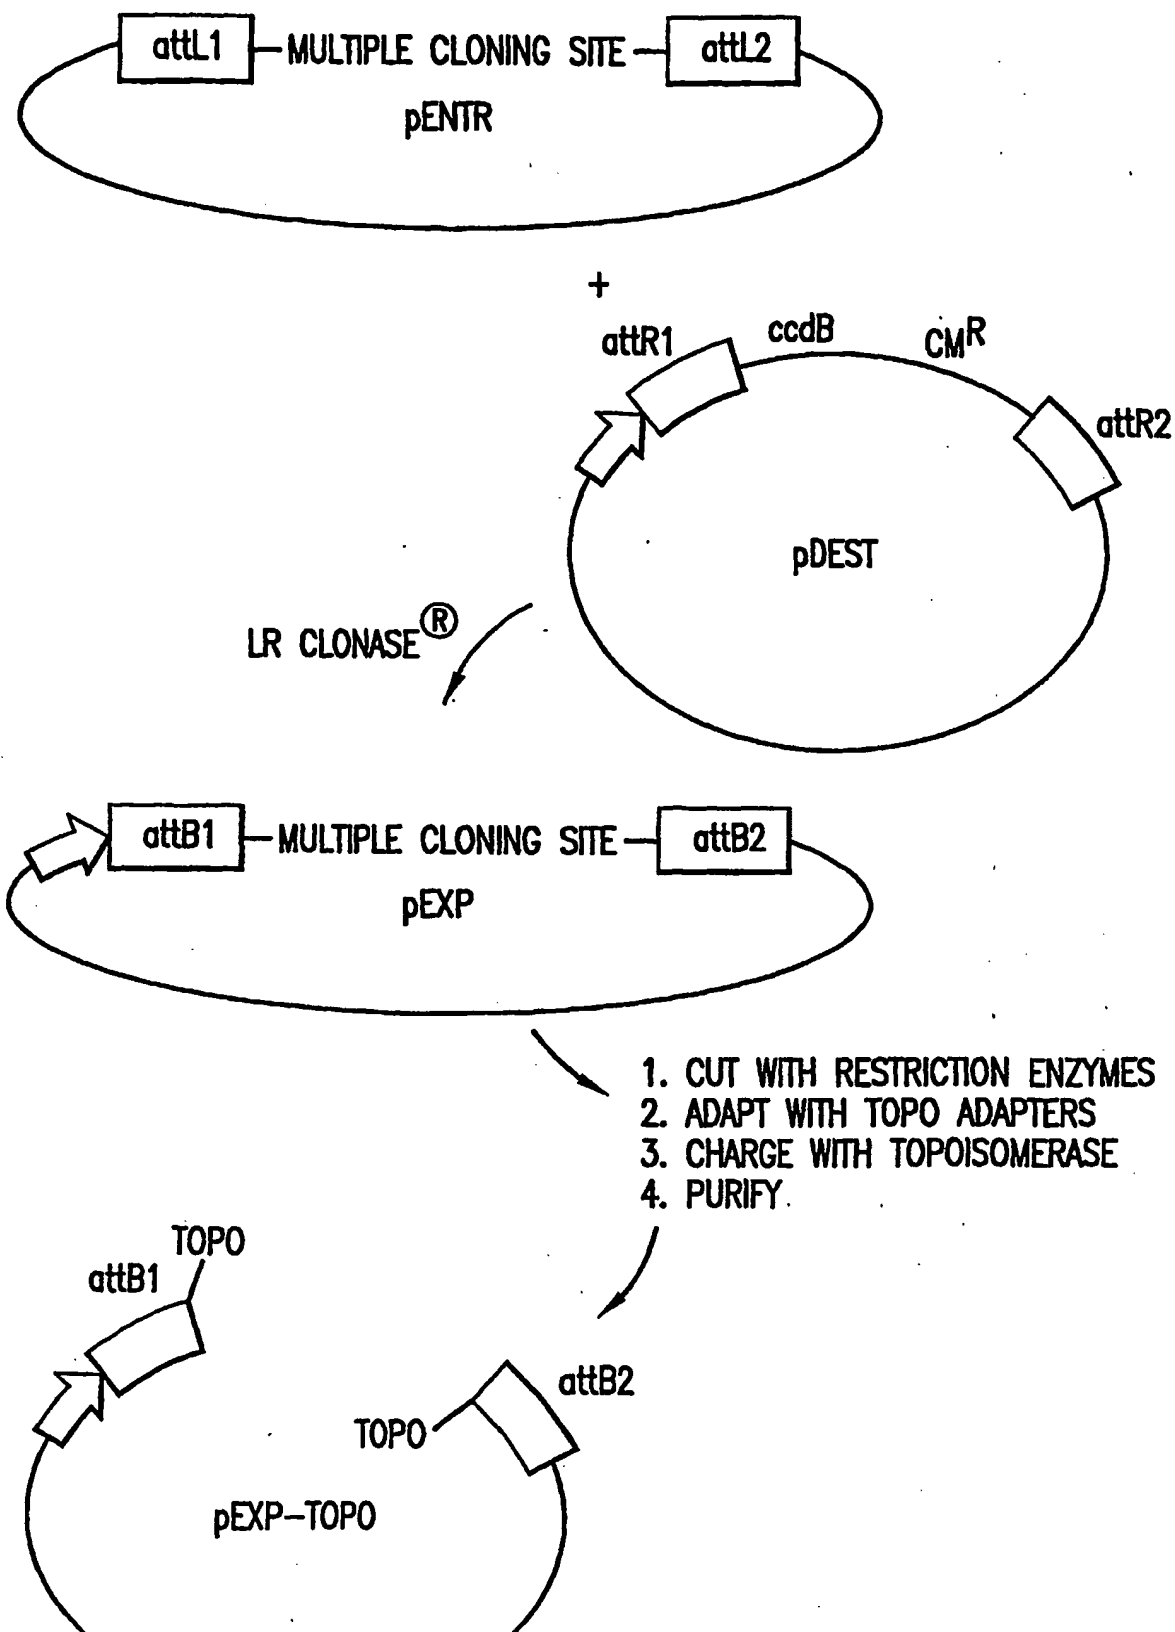 attL1 MULTIPLE CLONING SITE attL2
pENTR
+
attR1 ccdB CMR
attR2
pDEST
LR CLONASE®
attB1 MULTIPLE CLONING SITE attB2
pEXP
1. CUT WITH RESTRICTION ENZYMES
2. ADAPT WITH TOPO ADAPTERS
3. CHARGE WITH TOPOISOMERASE
4. PURIFY
TOPO
attB1
attB2
TOPO
pEXP-TOPO